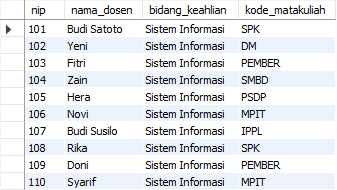 nip nama_dosen bidang_keahlian kode_matakuliah
101 Budi Satoto Sistem Informasi SPK
102 Yeni Sistem Informasi DM
103 Fitri Sistem Informasi PEMBER
104 Zain Sistem Informasi SMBD
105 Hera Sistem Informasi PSDP
106 Novi Sistem Informasi MPIT
107 Budi Susilo Sistem Informasi IPPL
108 Rika Sistem Informasi SPK
109 Doni Sistem Informasi PEMBER
110 Syarif Sistem Informasi MPIT